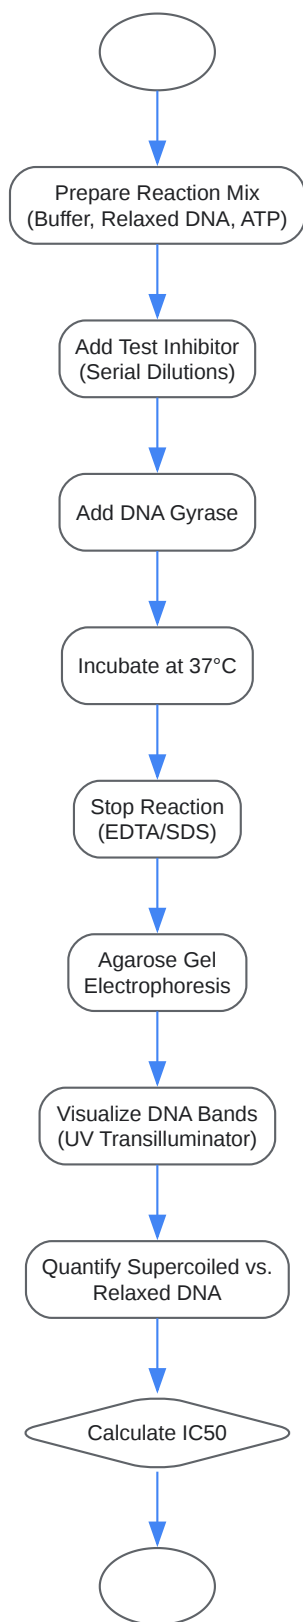 Prepare Reaction Mix
(Buffer, Relaxed DNA, ATP)
Add Test Inhibitor
(Serial Dilutions)
Add DNA Gyrase
Incubate at 37°C
Stop Reaction
(EDTA/SDS)
Agarose Gel
Electrophoresis
Visualize DNA Bands
(UV Transilluminator)
Quantify Supercoiled vs.
Relaxed DNA
Calculate IC50